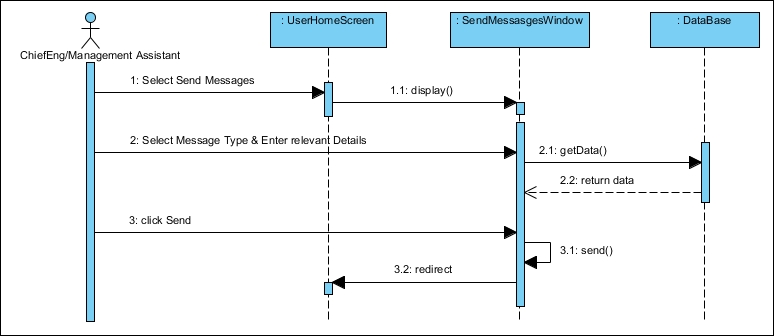 : UserHomeScreen
: SendMessasgesWindow
: DataBase
ChiefEng/Management Assistant
1: Select Send Messages
1.1: display()
2: Select Message Type & Enter relevant Details
2.1: getData()
2.2: return data
3: click Send
3.1: send()
3.2: redirect